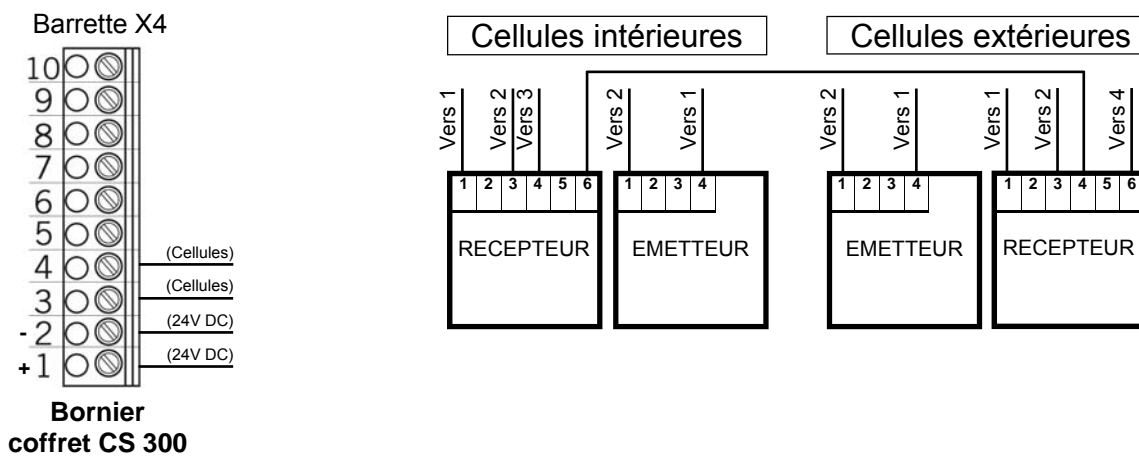 Barrette X4
10
9
8
7
6
5
4
3
- 2
+ 1
(Cellules)
(Cellules)
(24V DC)
(24V DC)
Bornier
coffret CS 300
Cellules intérieures
Vers 1
Vers 2
Vers 3
Vers 2
Vers 1
1 2 3 4 5 6
RECEPTEUR
1 2 3 4
EMETTEUR
Cellules extérieures
Vers 2
Vers 1
Vers 1
Vers 2
Vers 4
1 2 3 4
EMETTEUR
1 2 3 4 5 6
RECEPTEUR